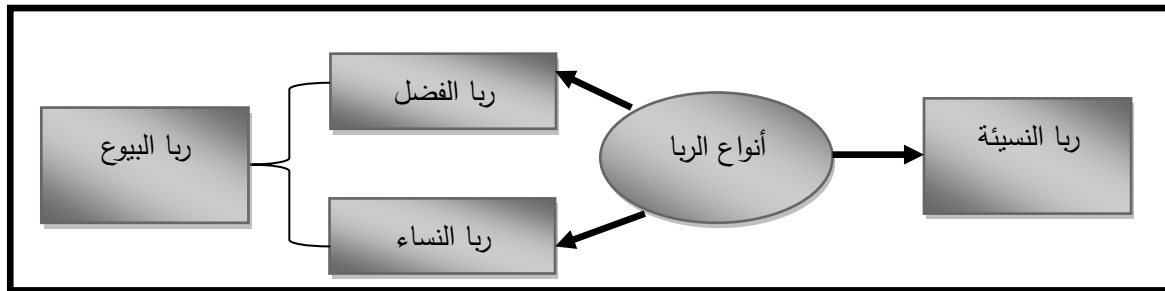 أنواع الربا
ربا النسيئة
ربا الفضل
ربا النساء
ربا البيوع